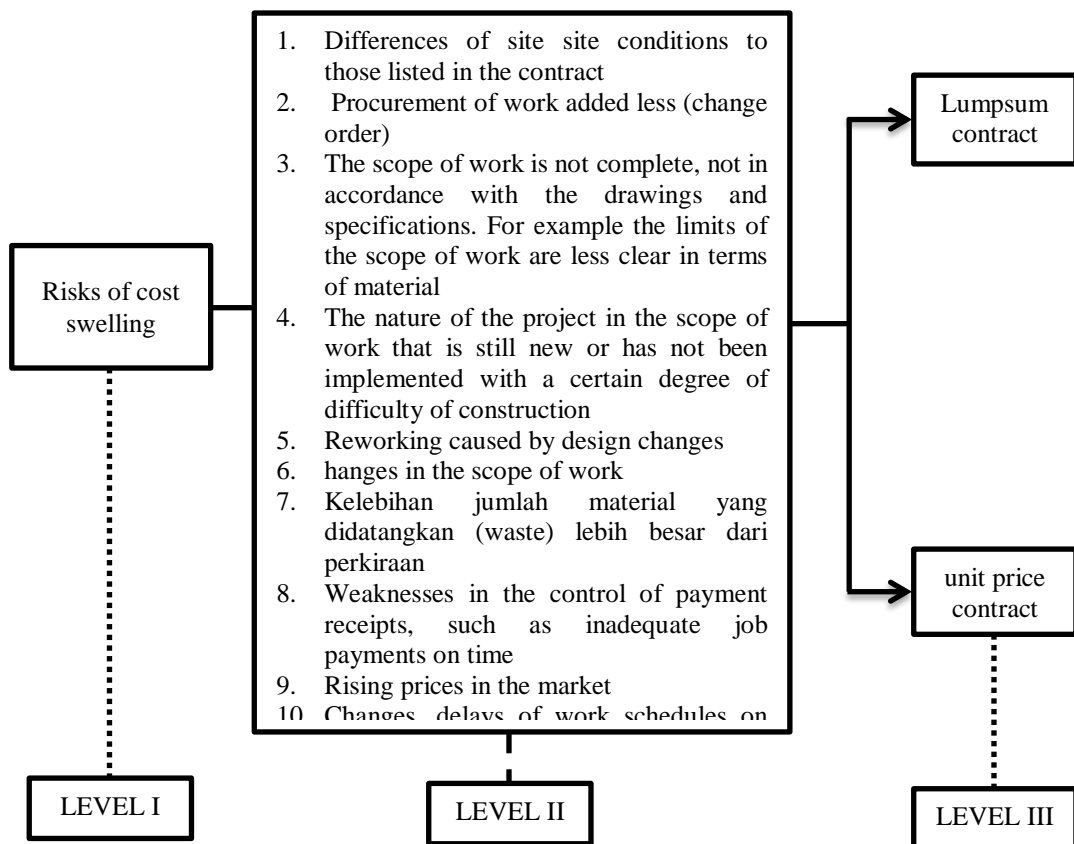 Risks of cost
swelling
1. Differences of site site conditions to
those listed in the contract
2. Procurement of work added less (change
order)
3. The scope of work is not complete, not in
accordance with the drawings and
specifications. For example the limits of
the scope of work are less clear in terms
of material
4. The nature of the project in the scope of
work that is still new or has not been
implemented with a certain degree of
difficulty of construction
5. Reworking caused by design changes
6. hanges in the scope of work
7. Kelebihan jumlah material yang
didatangkan (waste) lebih besar dari
perkiraan
8. Weaknesses in the control of payment
receipts, such as inadequate job
payments on time
9. Rising prices in the market
10. Changes, delays of work schedules on
Lumpsum
contract
unit price
contract
LEVEL I
LEVEL II
LEVEL III